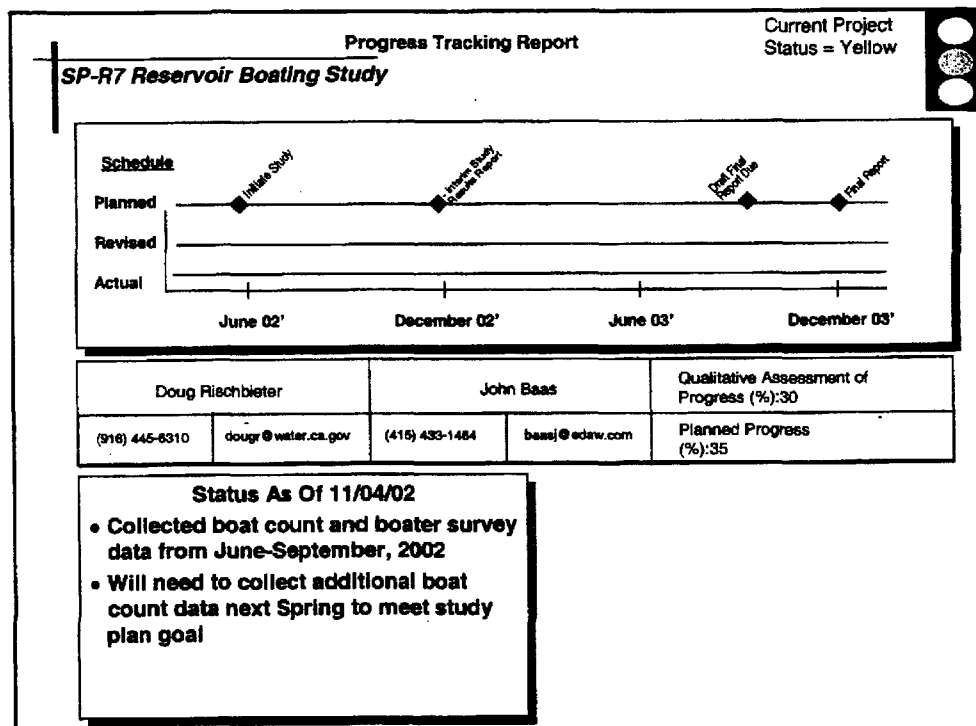 Progress Tracking Report
Current Project
Status = Yellow
SP-R7 Reservoir Boating Study
Schedule
Initiate Study
- Interim Study
Results Report
Draft Final
Report Due
Final Report
Planned
Revised
Actual
June 02'
December 02'
June 03'
December 03'
Doug Rischbieter
John Baas
Qualitative Assessment of
Progress (%):30
(916) 445-5310
dougr@water.ca.gov
(415) 433-1484
baasj@edaw.com
Planned Progress
(%):35
Status As Of 11/04/02
• Collected boat count and boater survey
data from June-September, 2002
• Will need to collect additional boat
count data next Spring to meet study
plan goal